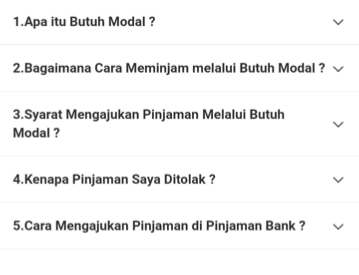 1.Apa itu Butuh Modal ?
2.Bagaimana Cara Meminjam melalui Butuh Modal ?
3.Syarat Mengajukan Pinjaman Melalui Butuh
Modal ?
4.Kenapa Pinjaman Saya Ditolak ?
5.Cara Mengajukan Pinjaman di Pinjaman Bank ?